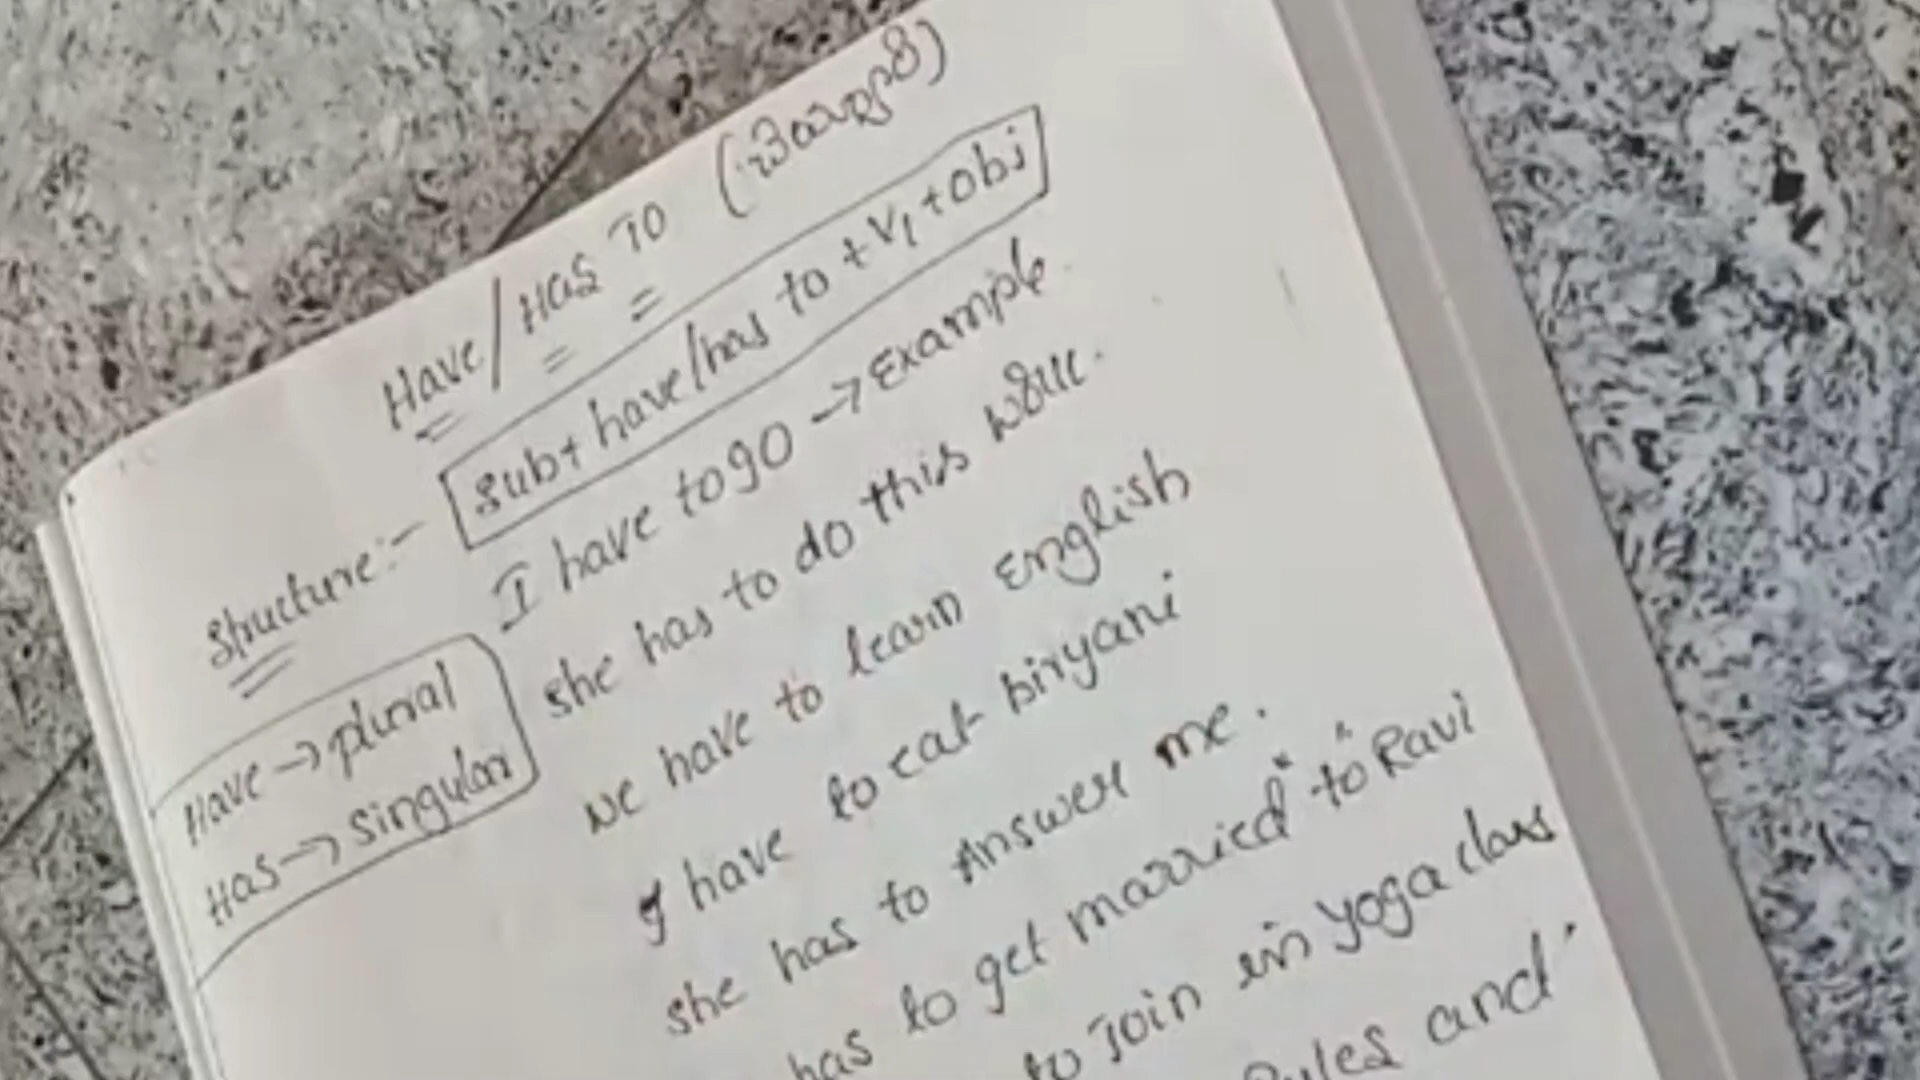 Have/Has To (చేయాలి)
Structure:- sub+have/has to + V1 + obj
I have to go → Example
she has to do this work.
we have to learn English
I have to eat biryani
she has to Answer me.
has to get married" "to Ravi
to Join in yoga class
Rules and
Have → plural
Has → singular